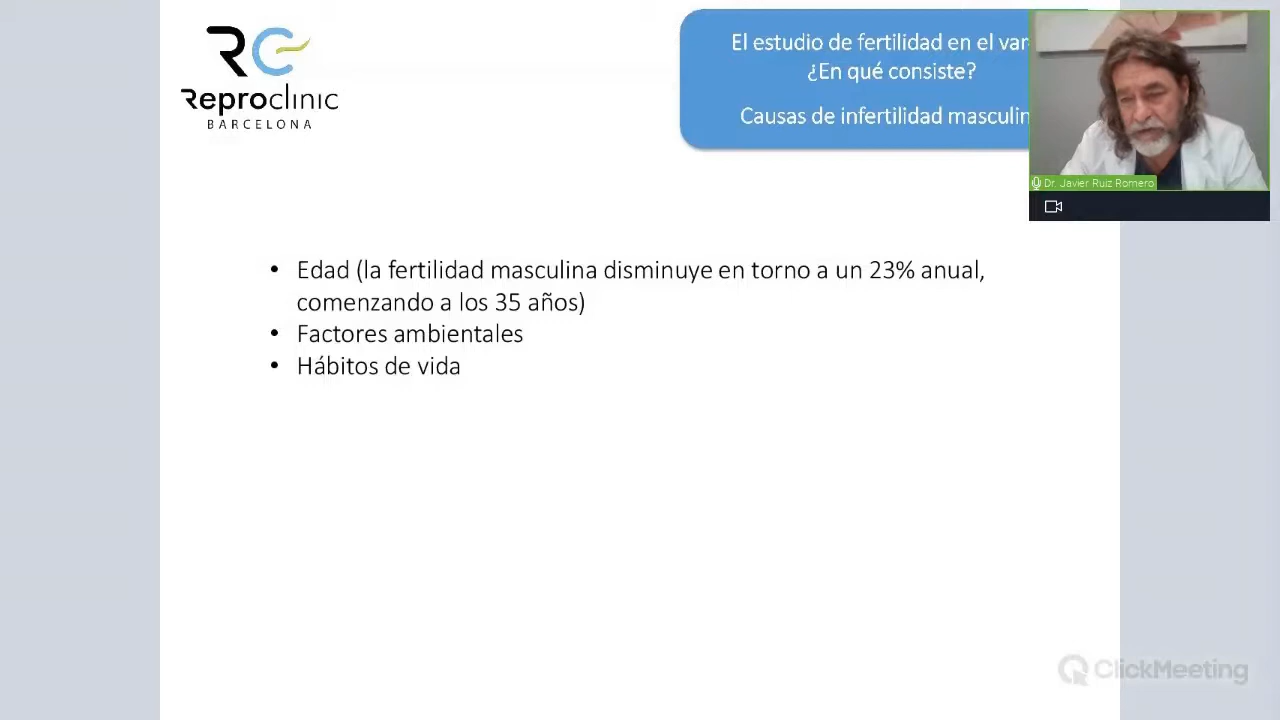 Reproclinic
BARCELONA
El estudio de fertilidad en el var
¿En qué consiste?
Causas de infertilidad masculin
Dr. Javier Ruiz Romero
• Edad (la fertilidad masculina disminuye en torno a un 23% anual,
comenzando a los 35 años)
• Factores ambientales
• Hábitos de vida
ClickMeeting